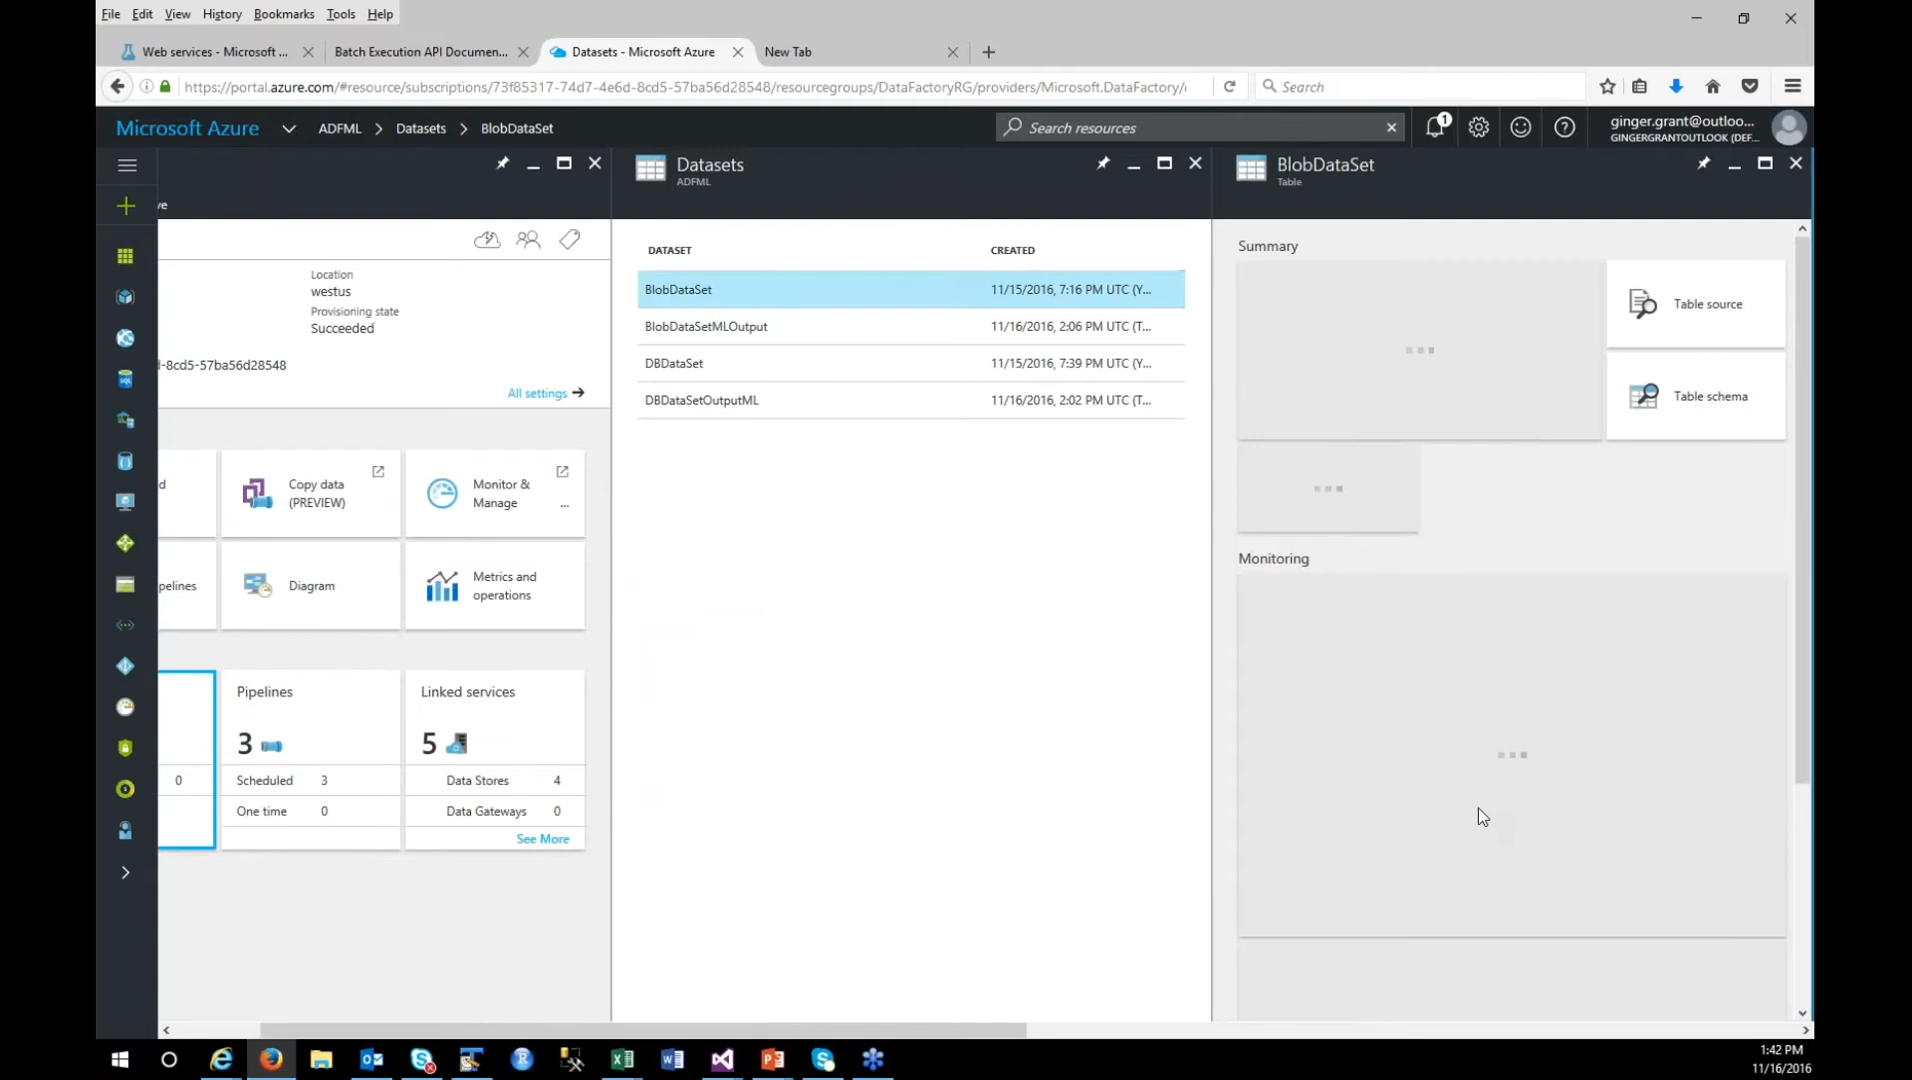 File Edit View History Bookmarks Tools Help
Web services - Microsoft ...
Batch Execution API Documen...
Datasets - Microsoft Azure
New Tab
https://portal.azure.com/#resource/subscriptions/73f85317-74d7-4e6d-8cd5-57ba56d28548/resourcegroups/DataFactoryRG/providers/Microsoft.DataFactory/
Search
Microsoft Azure
ADFML > Datasets > BlobDataSet
Search resources
1
ginger.grant@outloo...
GINGERGRANTOUTLOOK (DEF...
ve
Location
westus
Provisioning state
Succeeded
-8cd5-57ba56d28548
All settings
d
Copy data
(PREVIEW)
Monitor &
Manage
...
pelines
Diagram
Metrics and
operations
0
Pipelines
3
Scheduled 3
One time 0
Linked services
5
Data Stores 4
Data Gateways 0
See More
Datasets
ADFML
DATASET CREATED
BlobDataSet 11/15/2016, 7:16 PM UTC (Y...
BlobDataSetMLOutput 11/16/2016, 2:06 PM UTC (T...
DBDataSet 11/15/2016, 7:39 PM UTC (Y...
DBDataSetOutputML 11/16/2016, 2:02 PM UTC (T...
BlobDataSet
Table
Summary
Table source
Table schema
Monitoring
1:42 PM
11/16/2016